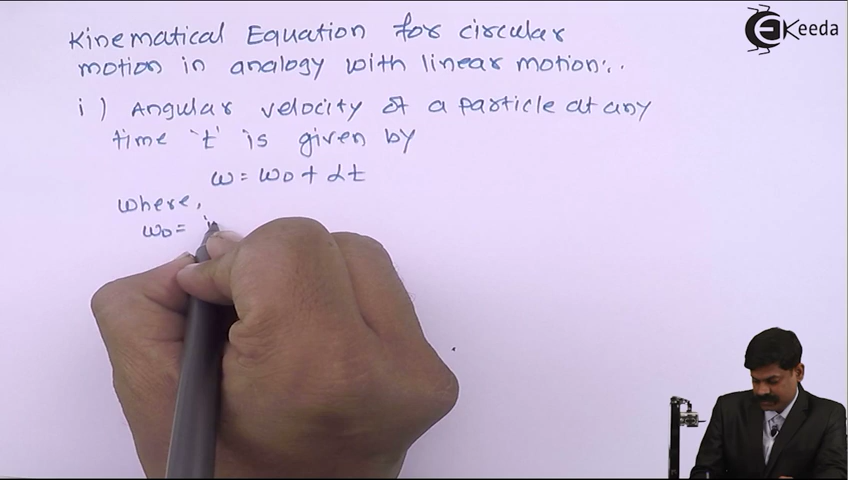 Kinematical Equation for circular
motion in analogy with linear motion:.
i) Angular velocity of a particle at any
time 't' is given by
ω = ω0 + αt
where,
ω0 =
Keeda